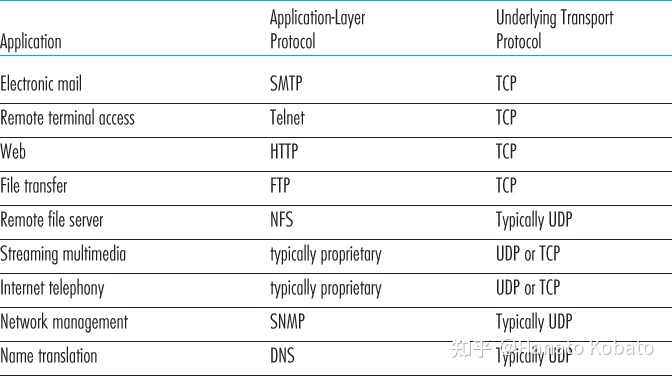 Application Application-Layer Protocol Underlying Transport Protocol
Electronic mail SMTP TCP
Remote terminal access Telnet TCP
Web HTTP TCP
File transfer FTP TCP
Remote file server NFS Typically UDP
Streaming multimedia typically proprietary UDP or TCP
Internet telephony typically proprietary UDP or TCP
Network management SNMP Typically UDP
Name translation DNS Typically UDP
知乎 @Hanato Kobato